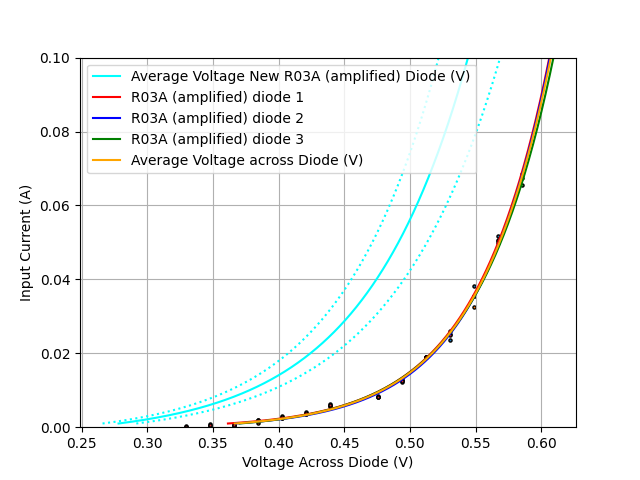 Average Voltage New R03A (amplified) Diode (V)
R03A (amplified) diode 1
R03A (amplified) diode 2
R03A (amplified) diode 3
Average Voltage across Diode (V)
0.10
0.08
0.06
0.04
0.02
0.00
Input Current (A)
0.25 0.30 0.35 0.40 0.45 0.50 0.55 0.60
Voltage Across Diode (V)